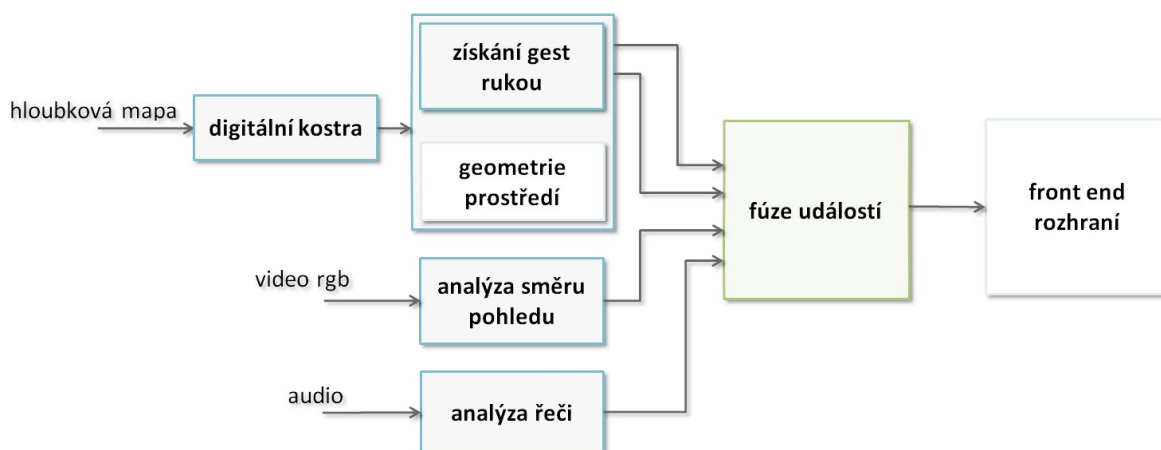 hloubková mapa
digitální kostra
získání gest
rukou
geometrie
prostředí
video rgb
analýza směru
pohledu
audio
analýza řeči
fúze událostí
front end
rozhraní